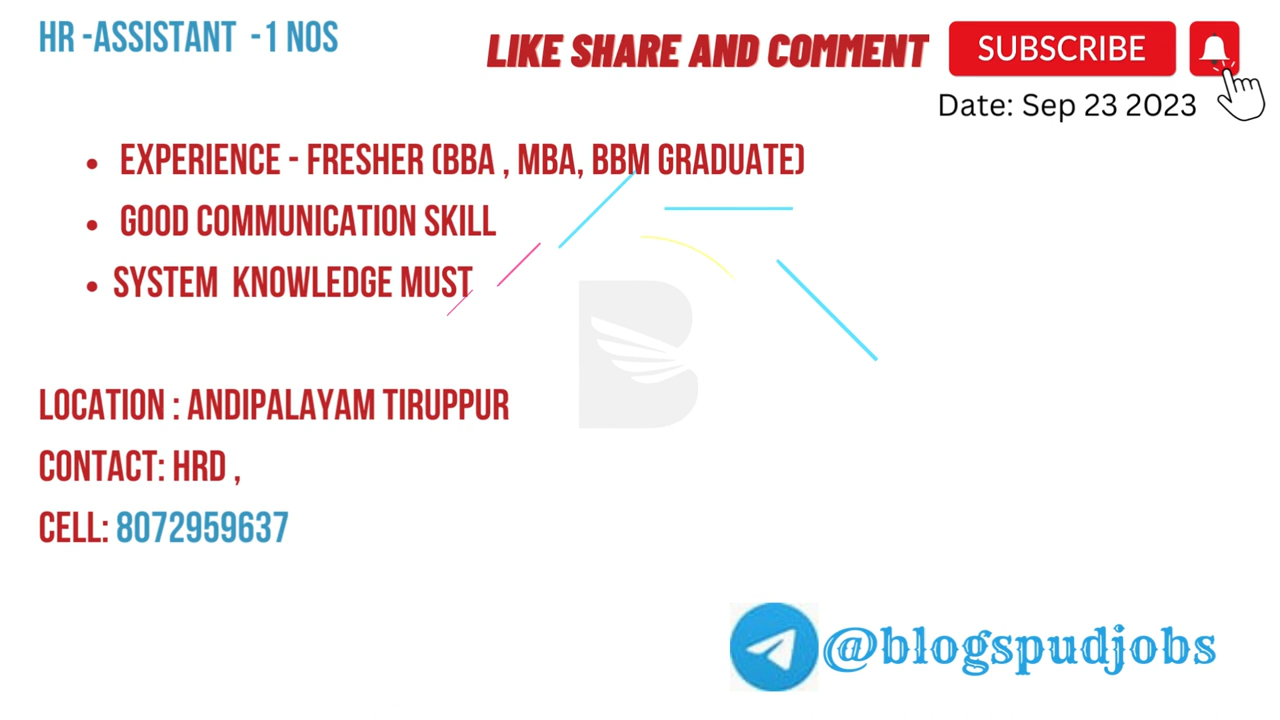 HR -ASSISTANT -1 NOS
LIKE SHARE AND COMMENT
SUBSCRIBE
Date: Sep 23 2023
• EXPERIENCE - FRESHER (BBA , MBA, BBM GRADUATE)
• GOOD COMMUNICATION SKILL
• SYSTEM KNOWLEDGE MUST
LOCATION : ANDIPALAYAM TIRUPPUR
CONTACT: HRD ,
CELL: 8072959637
B
@blogspudjobs